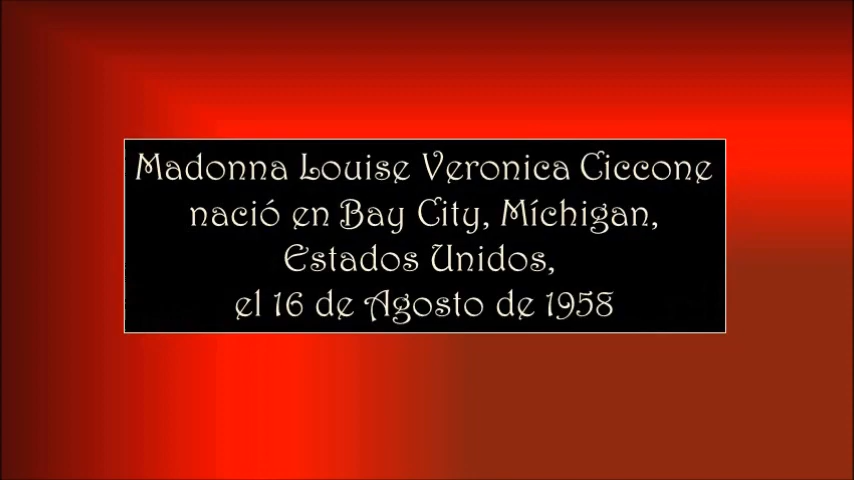 Madonna Louise Veronica Ciccone
nació en Bay City, Míchigan,
Estados Unidos,
el 16 de Agosto de 1958